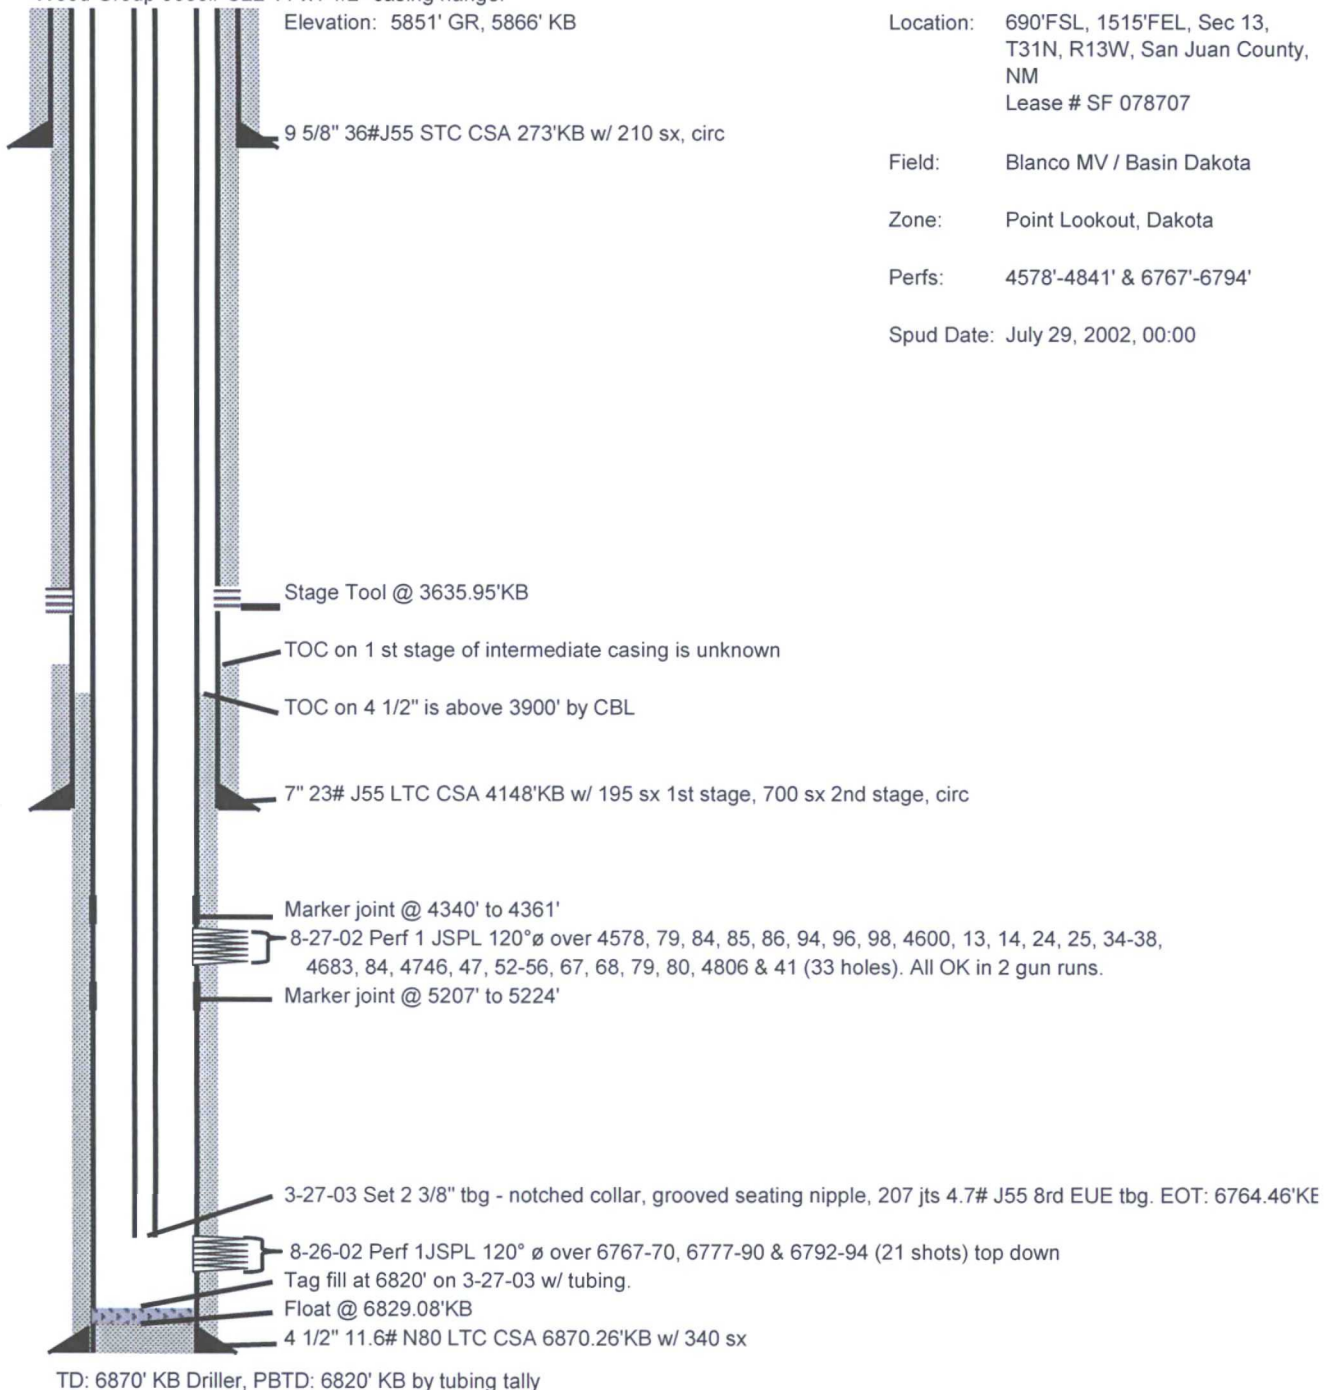 Elevation: 5851' GR, 5866' KB
Location: 690'FSL, 1515'FEL, Sec 13,
T31N, R13W, San Juan County,
NM
Lease # SF 078707
9 5/8" 36#J55 STC CSA 273'KB w/ 210 sx, circ
Field: Blanco MV / Basin Dakota
Zone: Point Lookout, Dakota
Perfs: 4578'-4841' & 6767'-6794'
Spud Date: July 29, 2002, 00:00
Stage Tool @ 3635.95'KB
TOC on 1 st stage of intermediate casing is unknown
TOC on 4 1/2" is above 3900' by CBL
7" 23# J55 LTC CSA 4148'KB w/ 195 sx 1st stage, 700 sx 2nd stage, circ
Marker joint @ 4340' to 4361'
8-27-02 Perf 1 JSPL 120°ø over 4578, 79, 84, 85, 86, 94, 96, 98, 4600, 13, 14, 24, 25, 34-38,
4683, 84, 4746, 47, 52-56, 67, 68, 79, 80, 4806 & 41 (33 holes). All OK in 2 gun runs.
Marker joint @ 5207' to 5224'
3-27-03 Set 2 3/8" tbg - notched collar, grooved seating nipple, 207 jts 4.7# J55 8rd EUE tbg. EOT: 6764.46'KB
8-26-02 Perf 1JSPL 120° ø over 6767-70, 6777-90 & 6792-94 (21 shots) top down
Tag fill at 6820' on 3-27-03 w/ tubing.
Float @ 6829.08'KB
4 1/2" 11.6# N80 LTC CSA 6870.26'KB w/ 340 sx
TD: 6870' KB Driller, PBTD: 6820' KB by tubing tally